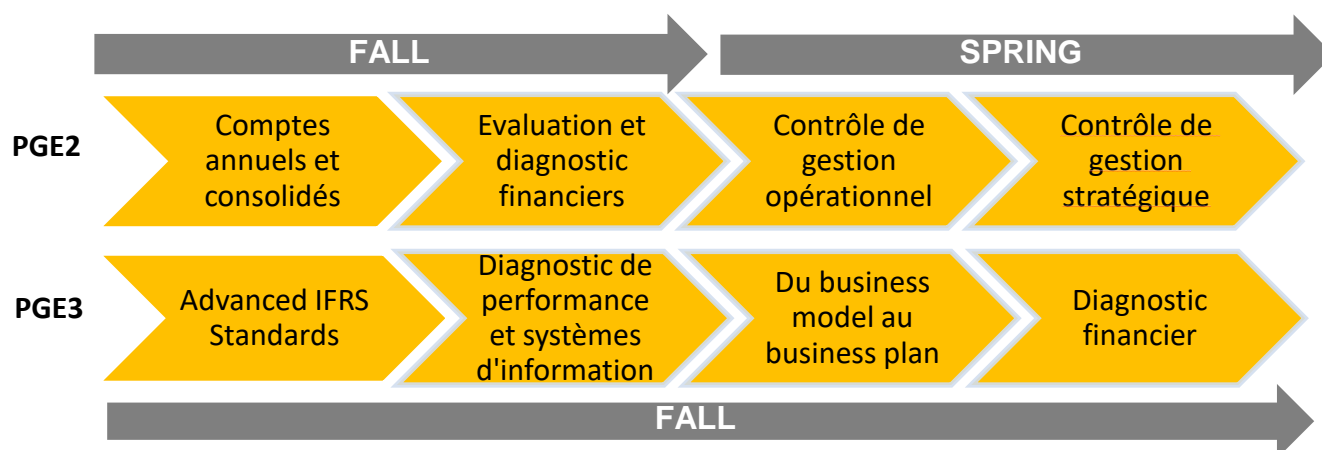 FALL
SPRING
PGE2
Comptes
annuels et
consolidés
Evaluation et
diagnostic
financiers
Contrôle de
gestion
opérationnel
Contrôle de
gestion
stratégique
PGE3
Advanced IFRS
Standards
Diagnostic de
performance
et systèmes
d'information
Du business
model au
business plan
Diagnostic
financier
FALL